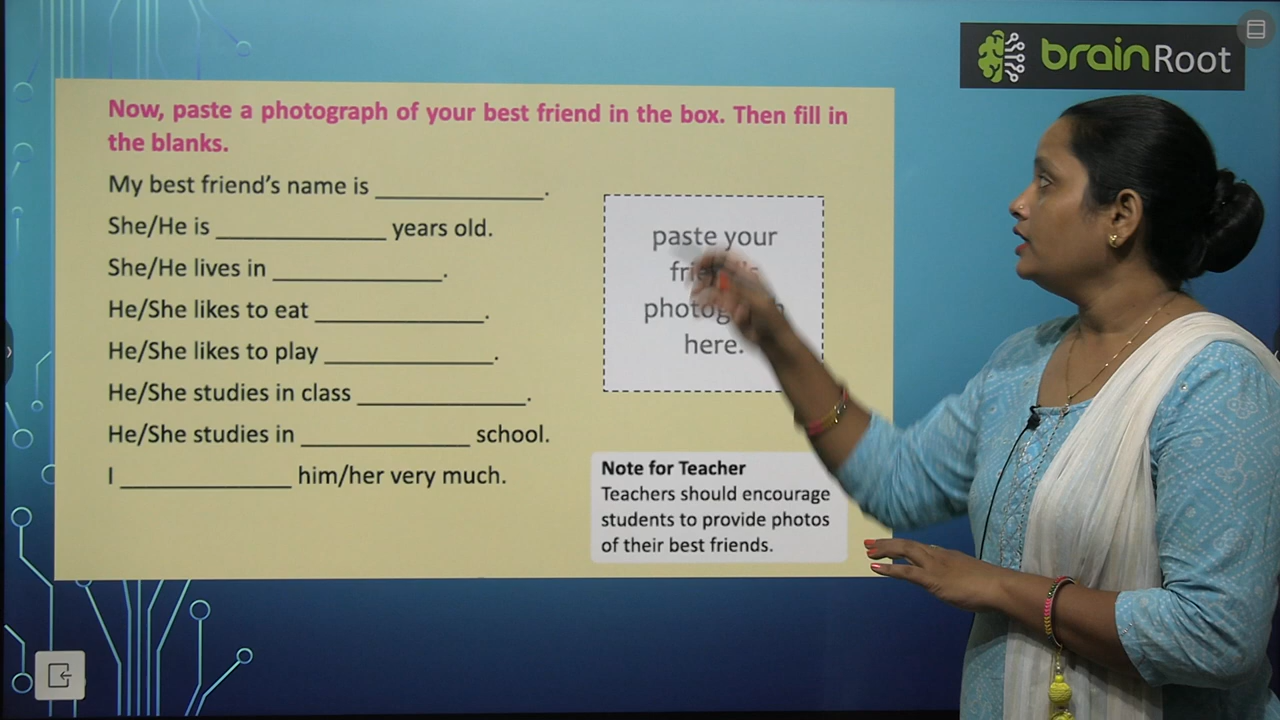 brainRoot
Now, paste a photograph of your best friend in the box. Then fill in
the blanks.
My best friend's name is ______________.
She/He is ______________ years old.
She/He lives in ______________.
He/She likes to eat ______________.
He/She likes to play ______________.
He/She studies in class ______________.
He/She studies in ______________ school.
I ______________ him/her very much.
paste your
friend's
photograph
here.
Note for Teacher
Teachers should encourage
students to provide photos
of their best friends.